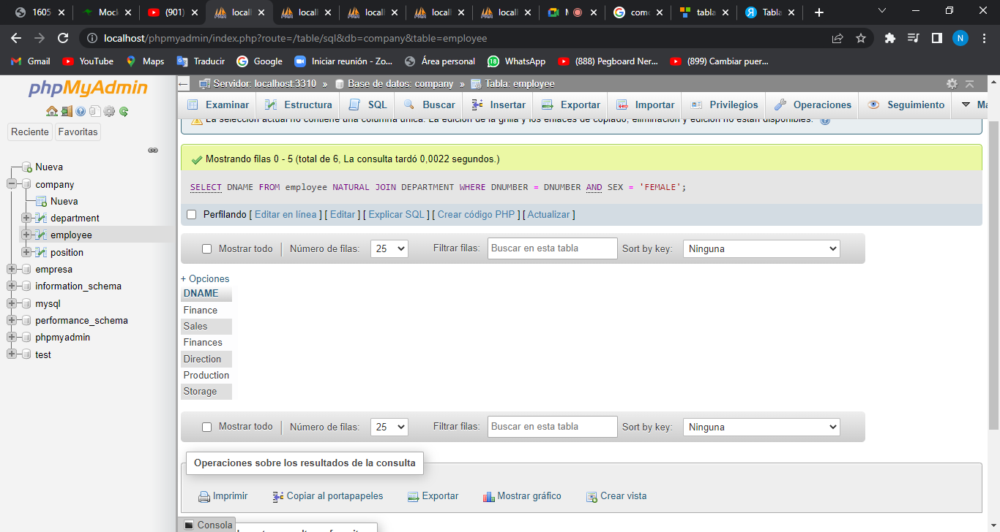 1605
Mock
(901)
locall
locall
locall
locall
locall
M
com
tabla
Tabla
localhost/phpmyadmin/index.php?route=/table/sql&db=company&table=employee
N
Gmail
YouTube
Maps
Traducir
Google
Iniciar reunión - Zo...
Área personal
18
WhatsApp
(888) Pegboard Ner...
(899) Cambiar puer...
phpMyAdmin
Reciente
Favoritas
Nueva
company
Nueva
department
employee
position
empresa
information_schema
mysql
performance_schema
phpmyadmin
test
Servidor: localhost:3310 » Base de datos: company » Tabla: employee
Examinar
Estructura
SQL
Buscar
Insertar
Exportar
Importar
Privilegios
Operaciones
Seguimiento
Má
La selección actual no contiene una columna única. La edición de la grilla y los enlaces de copiado, eliminación y edición no están disponibles.
Mostrando filas 0 - 5 (total de 6, La consulta tardó 0,0022 segundos.)
SELECT DNAME FROM employee NATURAL JOIN DEPARTMENT WHERE DNUMBER = DNUMBER AND SEX = 'FEMALE';
Perfilando [ Editar en línea ] [ Editar ] [ Explicar SQL ] [ Crear código PHP ] [ Actualizar ]
Mostrar todo | Número de filas: 25 Filtrar filas: Buscar en esta tabla Sort by key: Ninguna
+ Opciones
DNAME
Finance
Sales
Finances
Direction
Production
Storage
Mostrar todo | Número de filas: 25 Filtrar filas: Buscar en esta tabla Sort by key: Ninguna
Operaciones sobre los resultados de la consulta
Imprimir
Copiar al portapapeles
Exportar
Mostrar gráfico
Crear vista
Consola